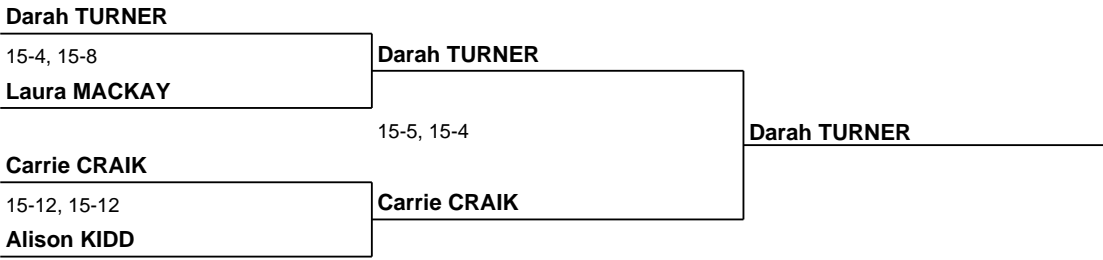 Darah TURNER
15-4, 15-8
Darah TURNER
Laura MACKAY
15-5, 15-4
Darah TURNER
Carrie CRAIK
15-12, 15-12
Carrie CRAIK
Alison KIDD